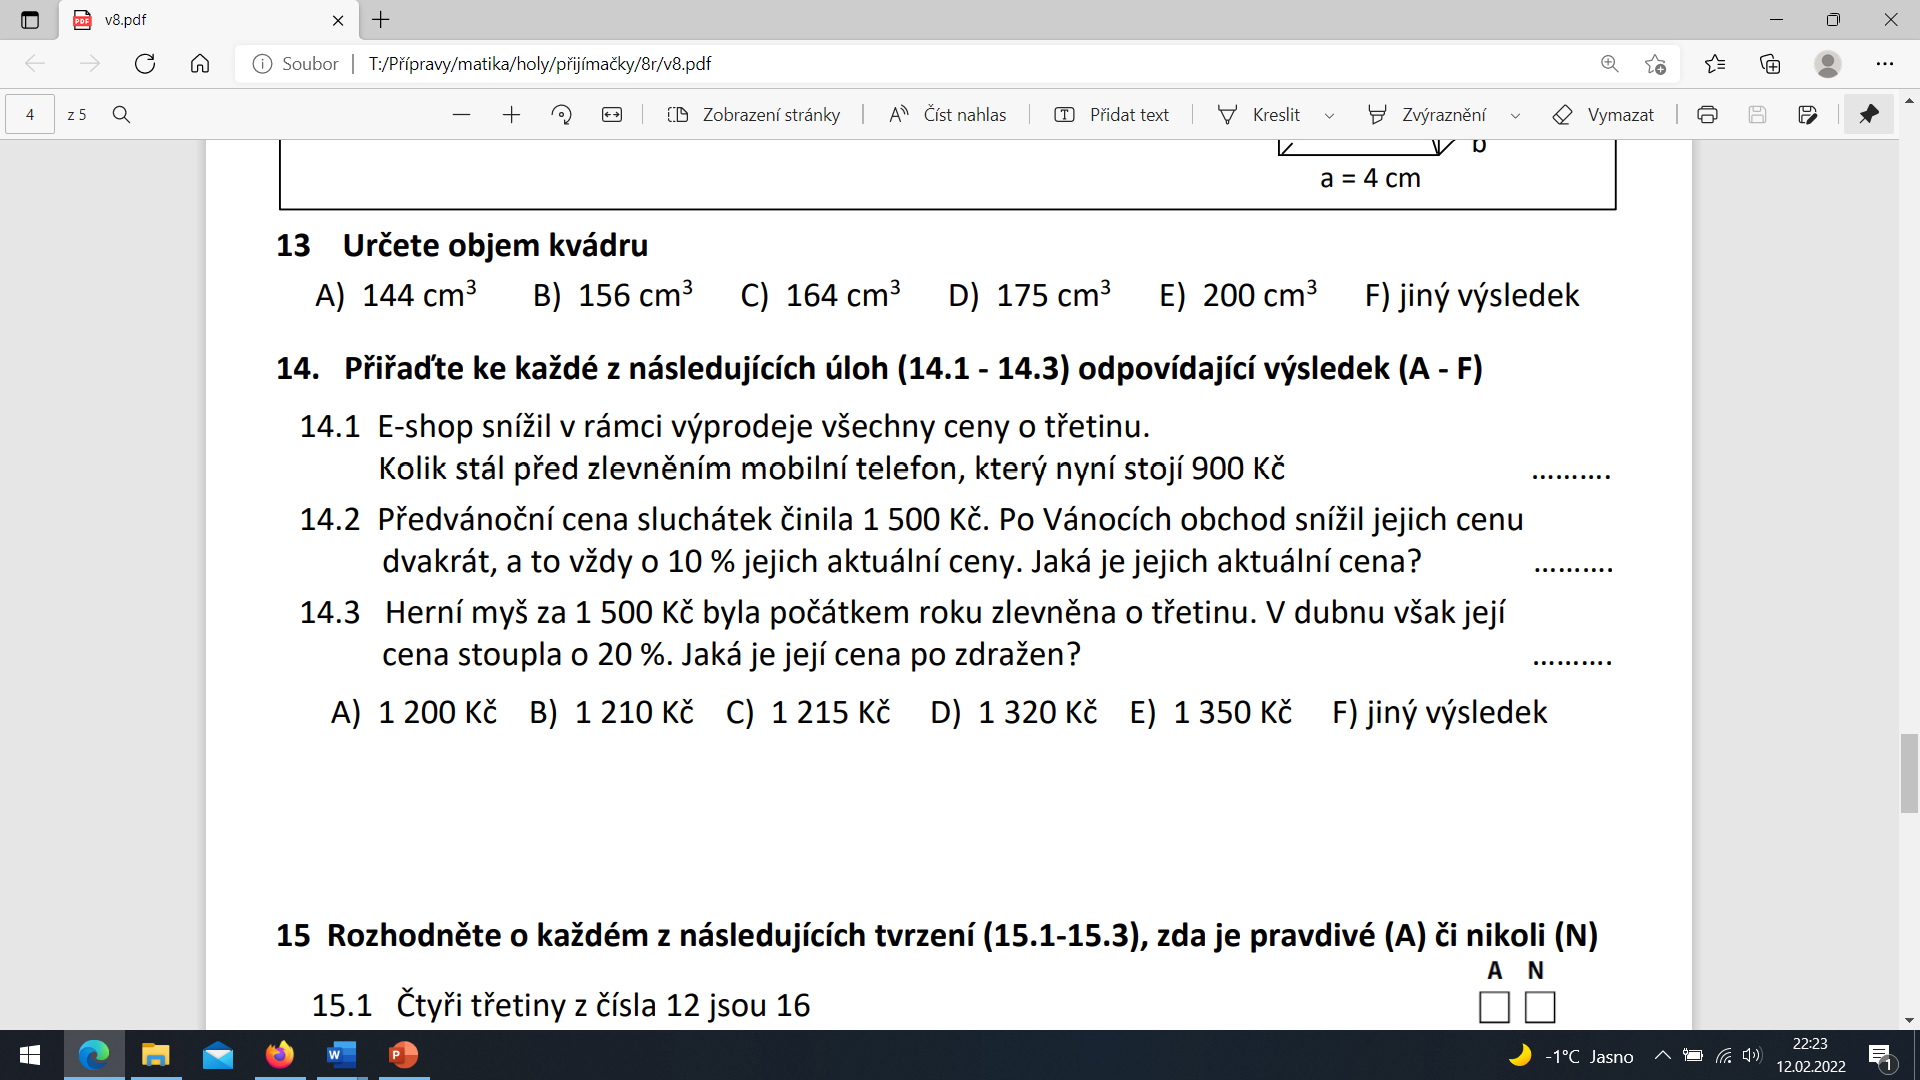 v8.pdf
Soubor
T:/Přípravy/matika/holy/přijímačky/8r/v8.pdf
4 z 5 Zobrazení stránky Číst nahlas Přidat text Kreslit Zvýraznění Vymazat
b
a = 4 cm
13 Určete objem kvádru
A) 144 cm³ B) 156 cm³ C) 164 cm³ D) 175 cm³ E) 200 cm³ F) jiný výsledek
14. Přiřaďte ke každé z následujících úloh (14.1 - 14.3) odpovídající výsledek (A - F)
14.1 E-shop snížil v rámci výprodeje všechny ceny o třetinu.
Kolik stál před zlevněním mobilní telefon, který nyní stojí 900 Kč ..........
14.2 Předvánoční cena sluchátek činila 1 500 Kč. Po Vánocích obchod snížil jejich cenu
dvakrát, a to vždy o 10 % jejich aktuální ceny. Jaká je jejich aktuální cena? ..........
14.3 Herní myš za 1 500 Kč byla počátkem roku zlevněna o třetinu. V dubnu však její
cena stoupla o 20 %. Jaká je její cena po zdražen? ..........
A) 1 200 Kč B) 1 210 Kč C) 1 215 Kč D) 1 320 Kč E) 1 350 Kč F) jiný výsledek
15 Rozhodněte o každém z následujících tvrzení (15.1-15.3), zda je pravdivé (A) či nikoli (N)
A N
15.1 Čtyři třetiny z čísla 12 jsou 16
-1°C Jasno
22:23
12.02.2022
1